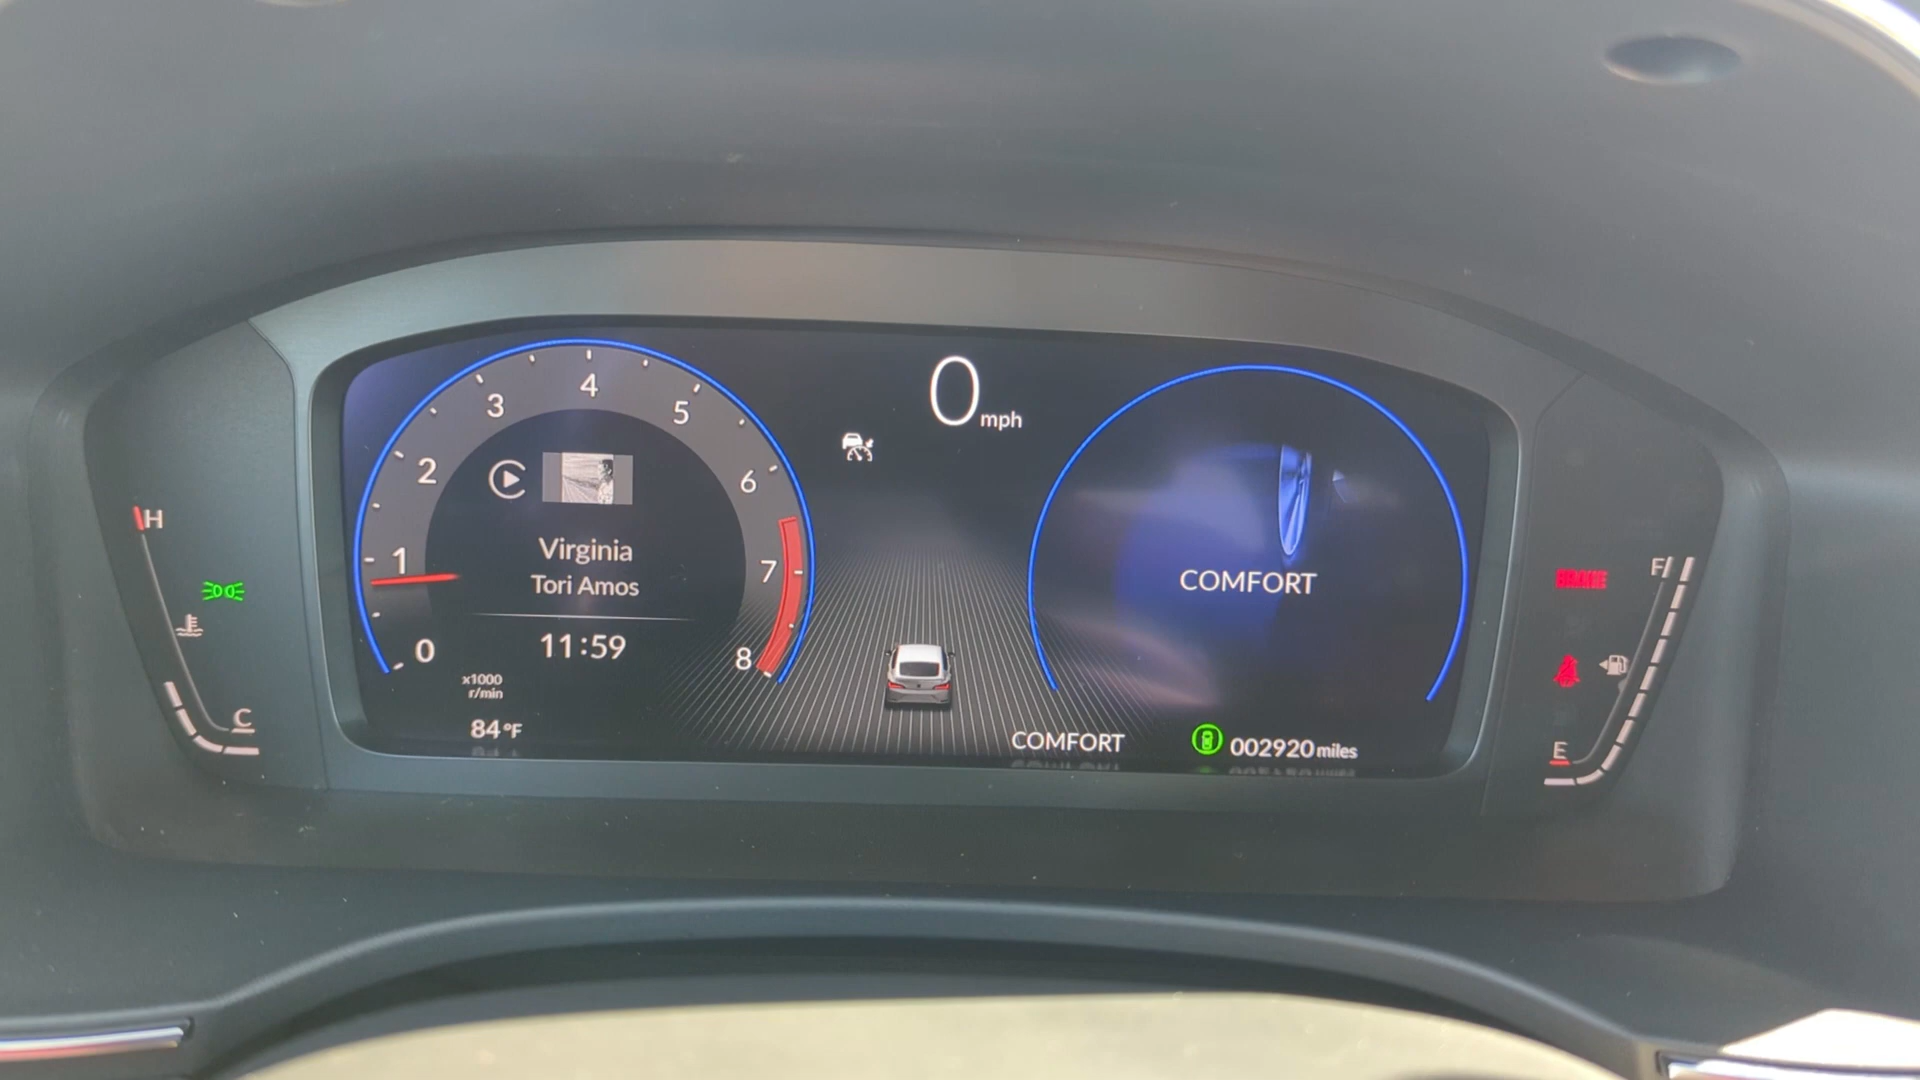 0 mph
4
3
5
2
6
1
7
0
8
Virginia
Tori Amos
11:59
x1000
r/min
84°F
COMFORT
COMFORT
002920 miles
H
C
BRAKE
F
E